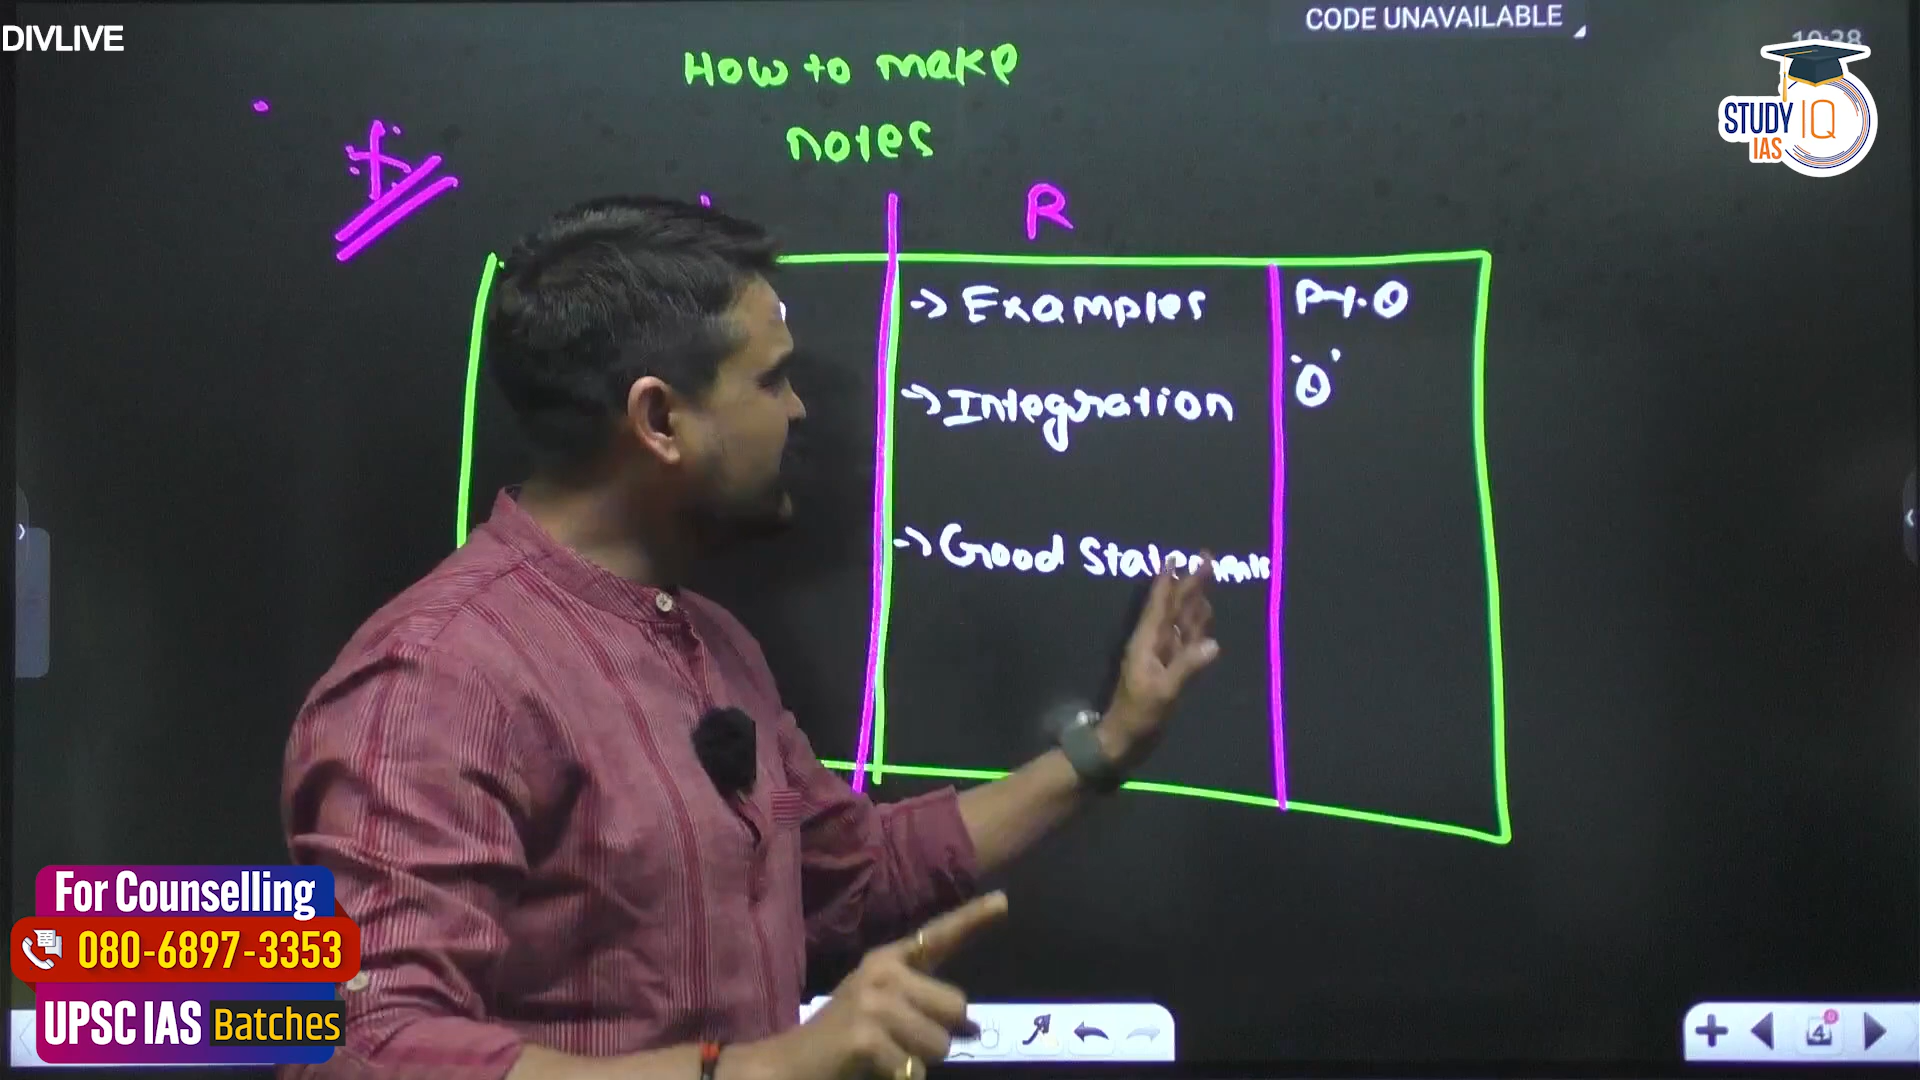 DIVLIVE
CODE UNAVAILABLE
How to make
notes
STUDY IQ
IAS
R
→ Examples
P.Y.Q
Q
→ Integration
→ Good Statements
For Counselling
080-6897-3353
UPSC IAS Batches
4